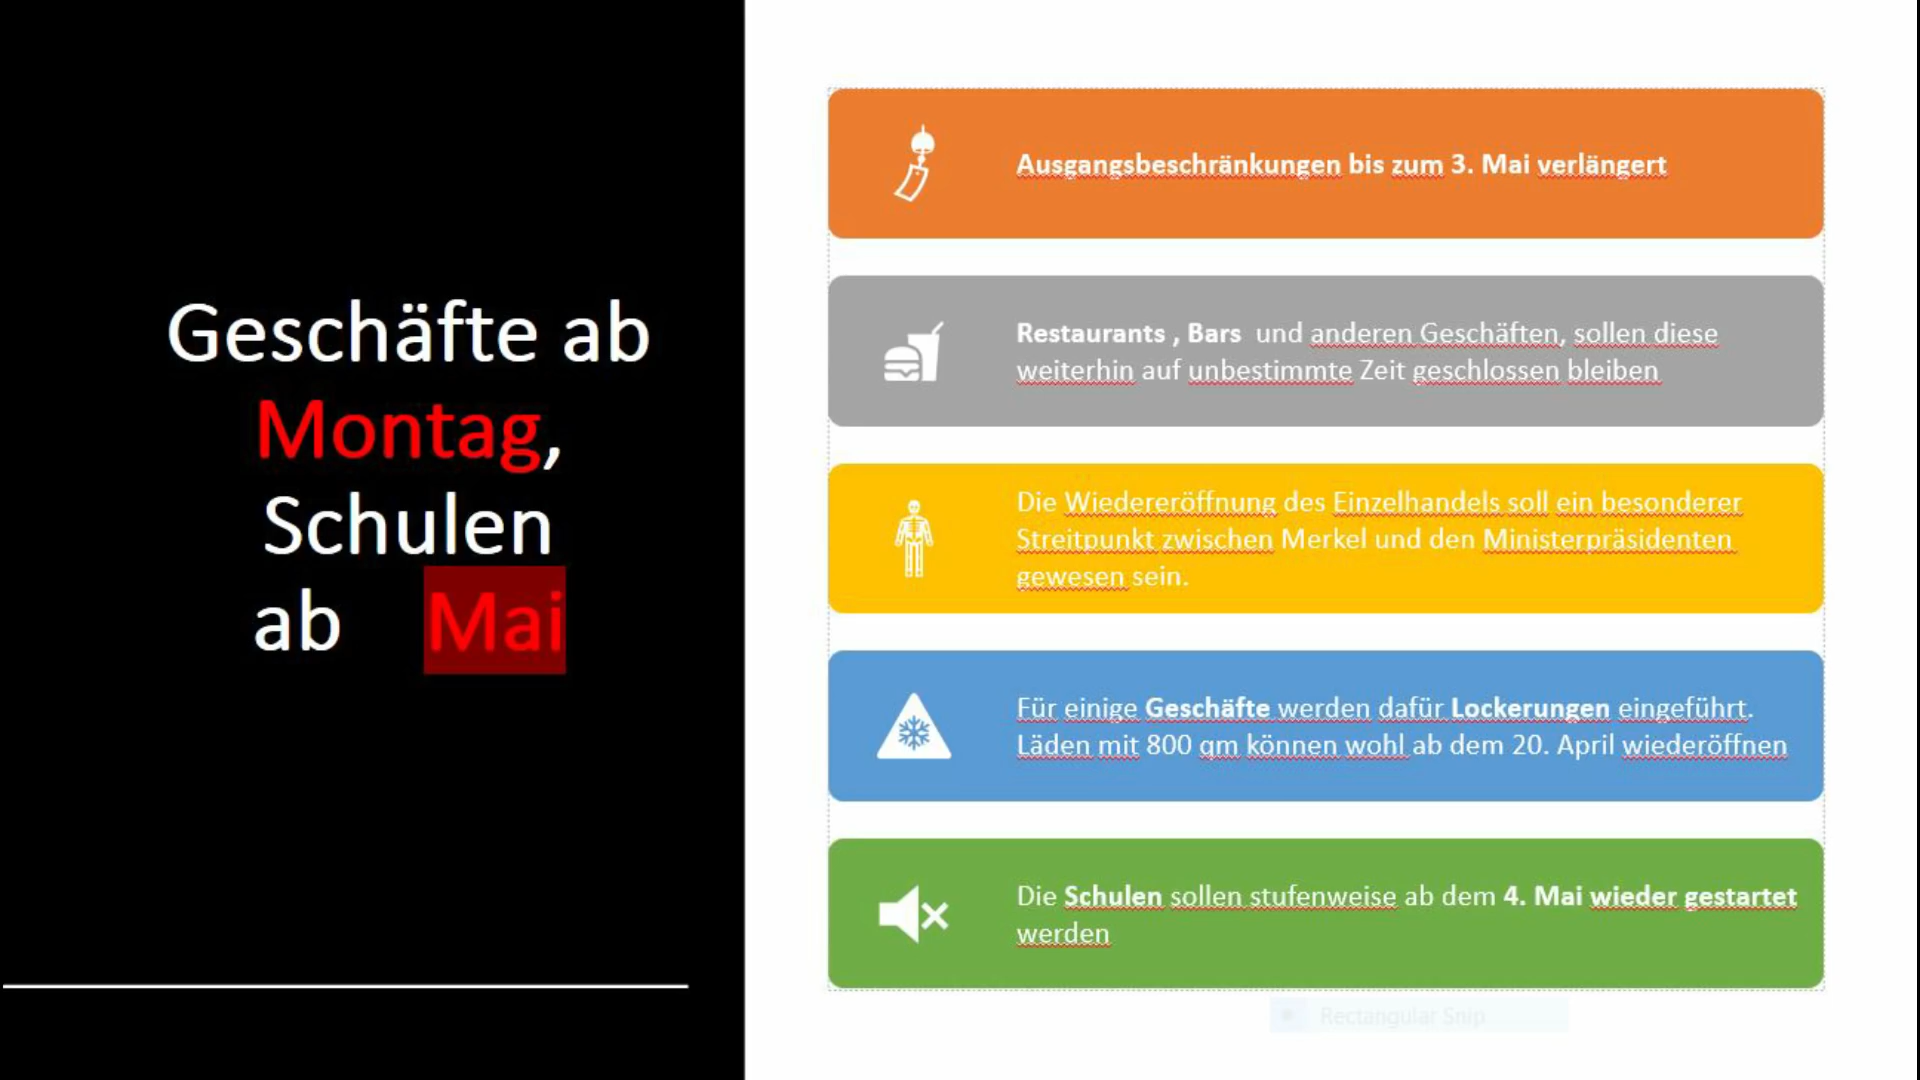 Geschäfte ab
Montag,
Schulen
ab Mai
Ausgangsbeschränkungen bis zum 3. Mai verlängert
Restaurants , Bars und anderen Geschäften, sollen diese
weiterhin auf unbestimmte Zeit geschlossen bleiben
Die Wiedereröffnung des Einzelhandels soll ein besonderer
Streitpunkt zwischen Merkel und den Ministerpräsidenten
gewesen sein.
Für einige Geschäfte werden dafür Lockerungen eingeführt.
Läden mit 800 qm können wohl ab dem 20. April wiederöffnen
Die Schulen sollen stufenweise ab dem 4. Mai wieder gestartet
werden
Rectangular Snip